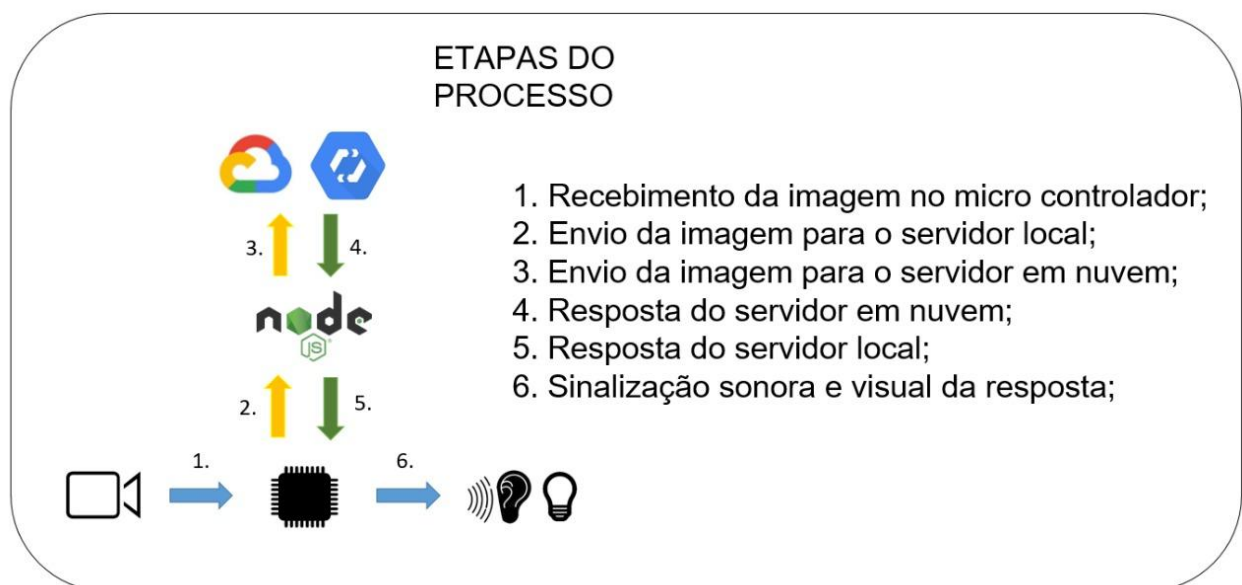 ETAPAS DO
PROCESSO
1. Recebimento da imagem no micro controlador;
2. Envio da imagem para o servidor local;
3. Envio da imagem para o servidor em nuvem;
4. Resposta do servidor em nuvem;
5. Resposta do servidor local;
6. Sinalização sonora e visual da resposta;
3.
4.
node
JS
2.
5.
1.
6.